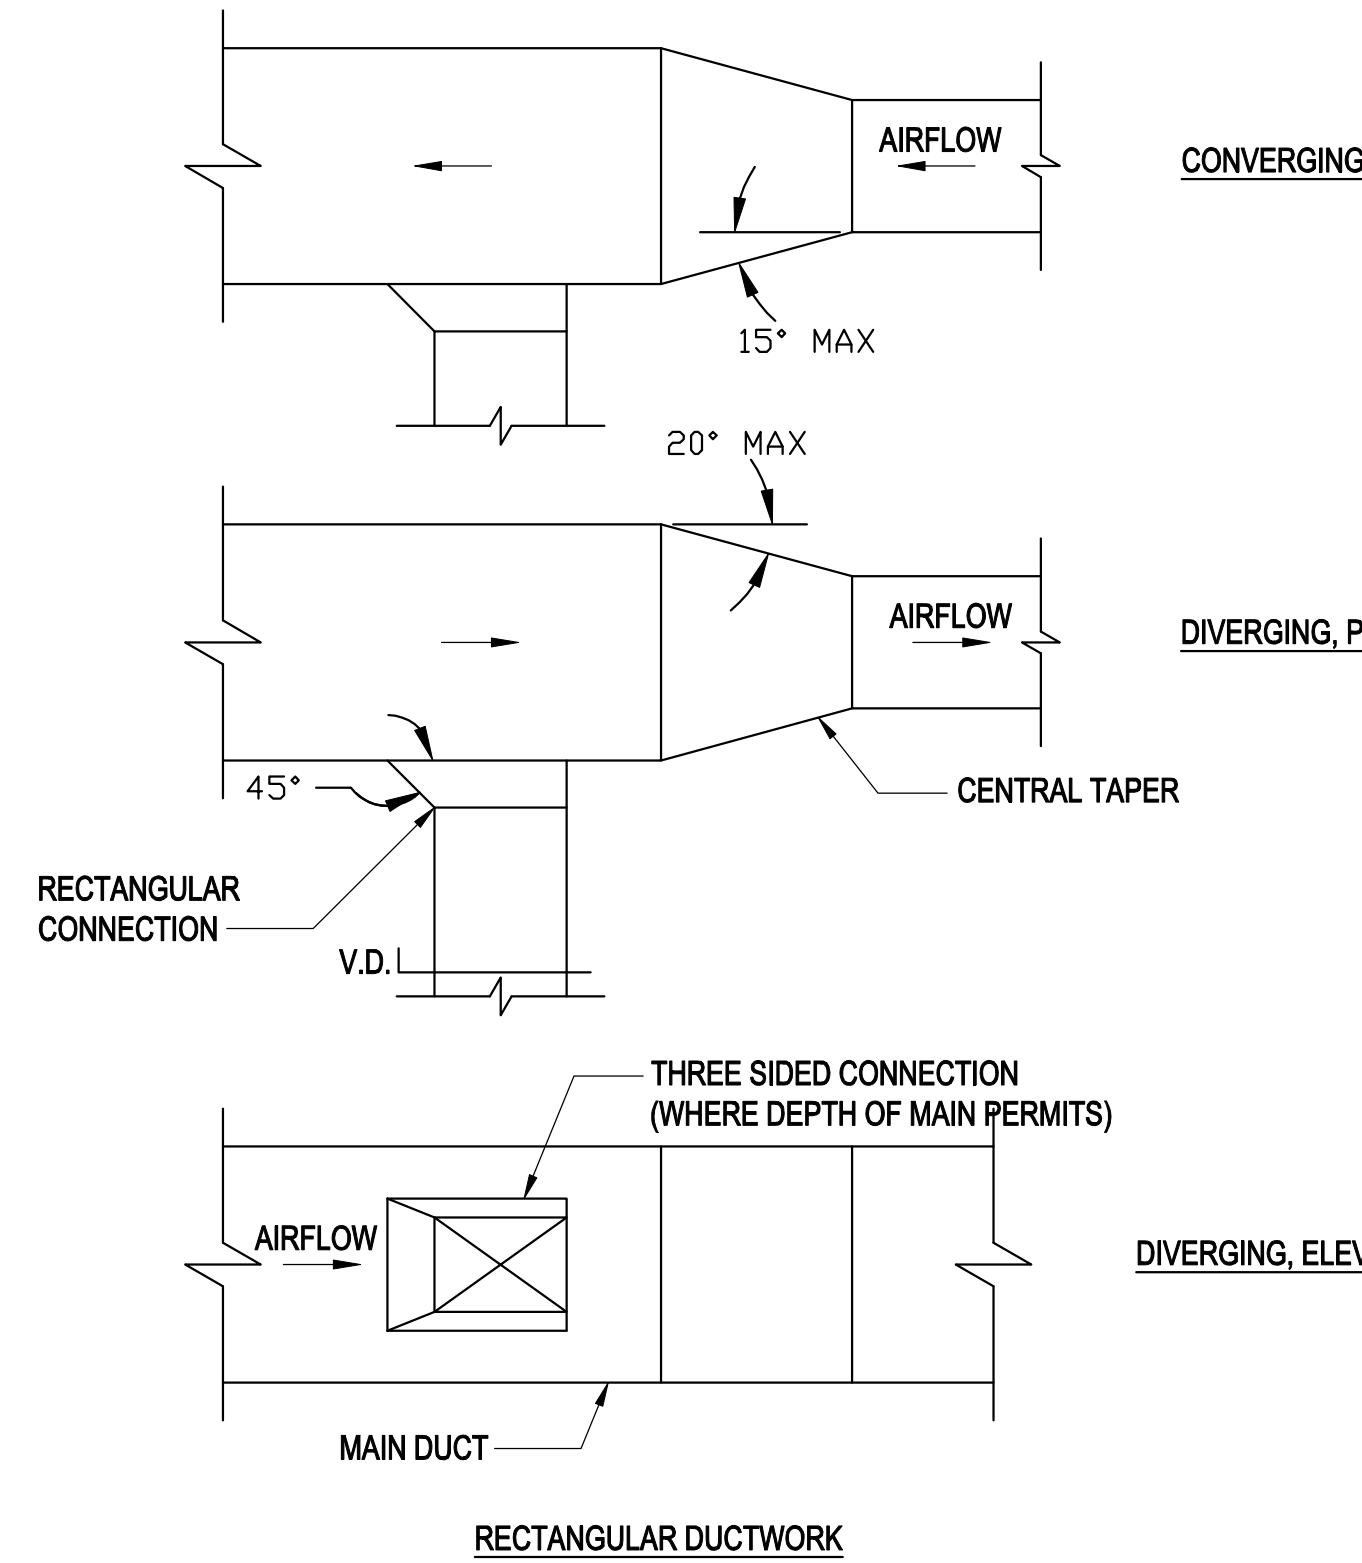 AIRFLOW
CONVERGING
15° MAX
20° MAX
AIRFLOW
DIVERGING, P
45°
CENTRAL TAPER
RECTANGULAR
CONNECTION
V.D.
THREE SIDED CONNECTION
(WHERE DEPTH OF MAIN PERMITS)
AIRFLOW
DIVERGING, ELEV
MAIN DUCT
RECTANGULAR DUCTWORK